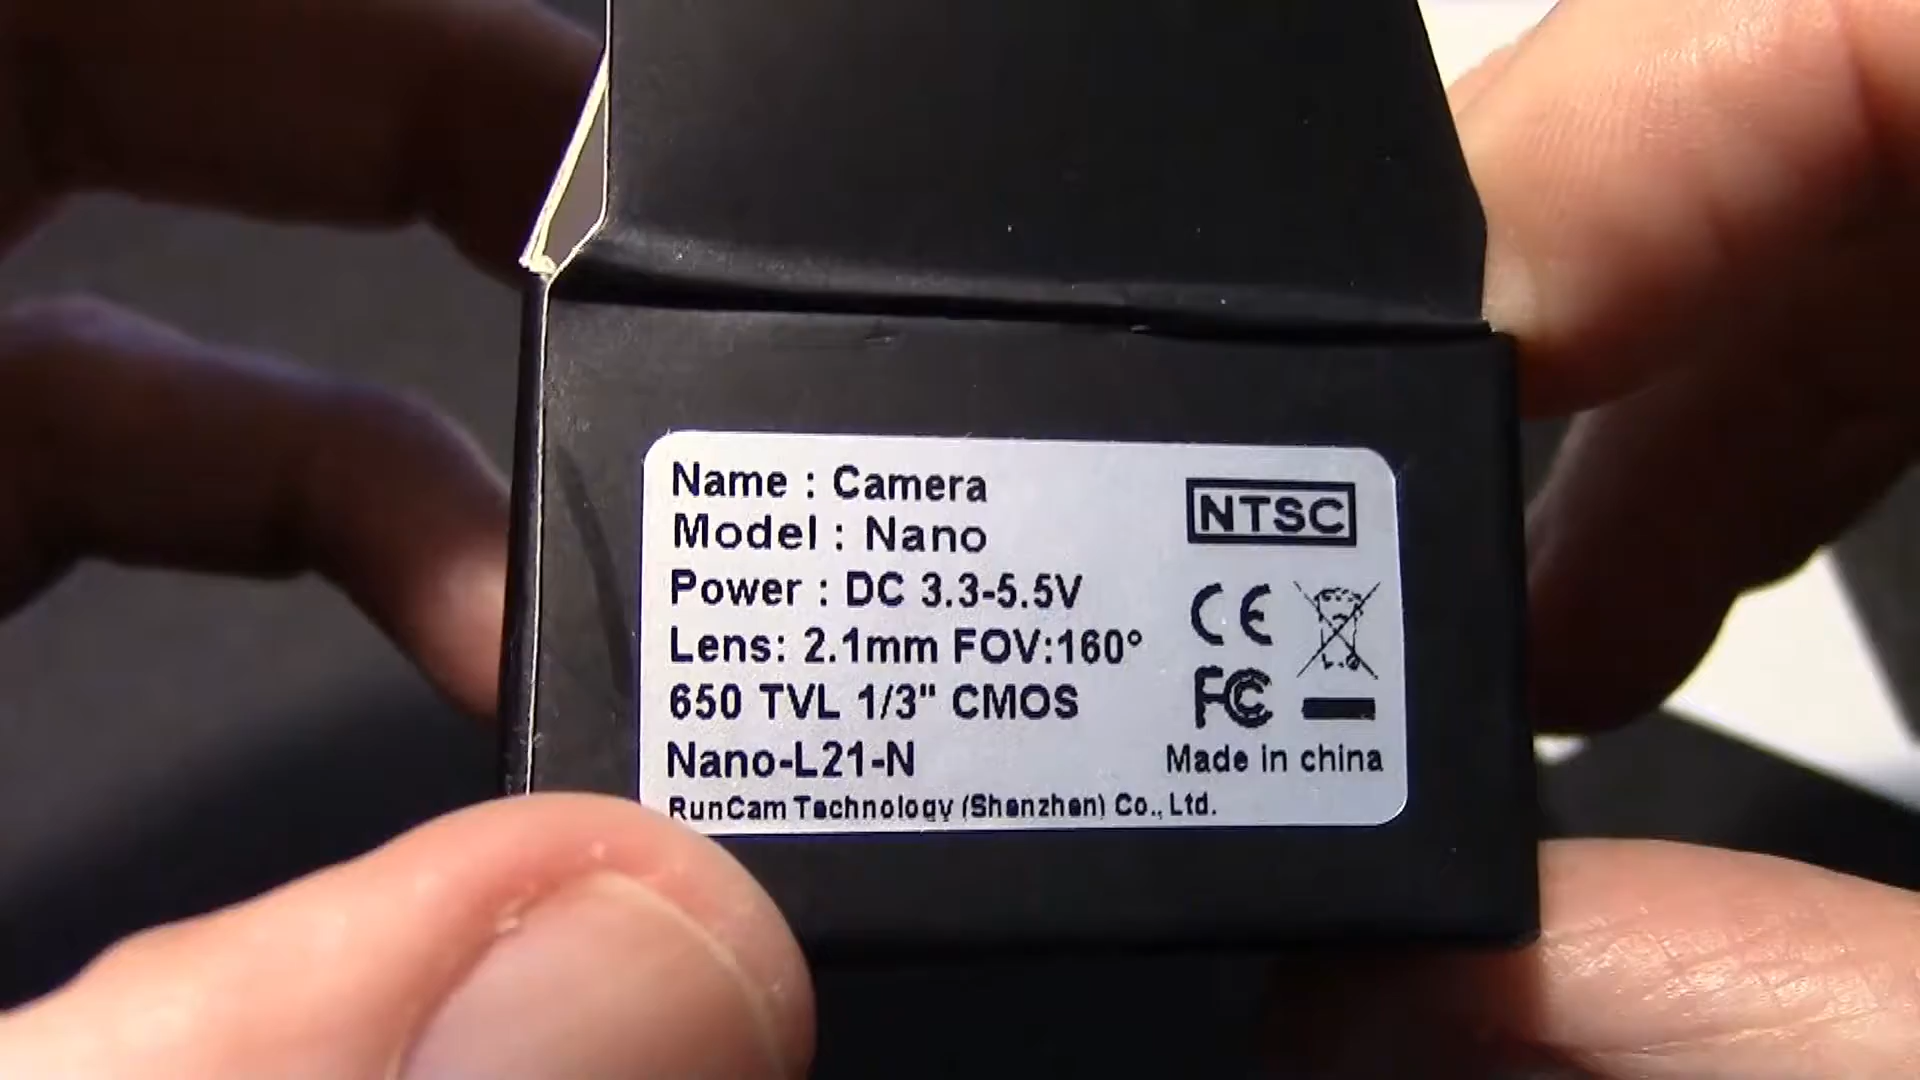 Name : Camera
NTSC
Model : Nano
Power : DC 3.3-5.5V
Lens: 2.1mm FOV:160°
CE
650 TVL 1/3" CMOS
FC
Nano-L21-N
Made in china
RunCam Technology (Shenzhen) Co., Ltd.